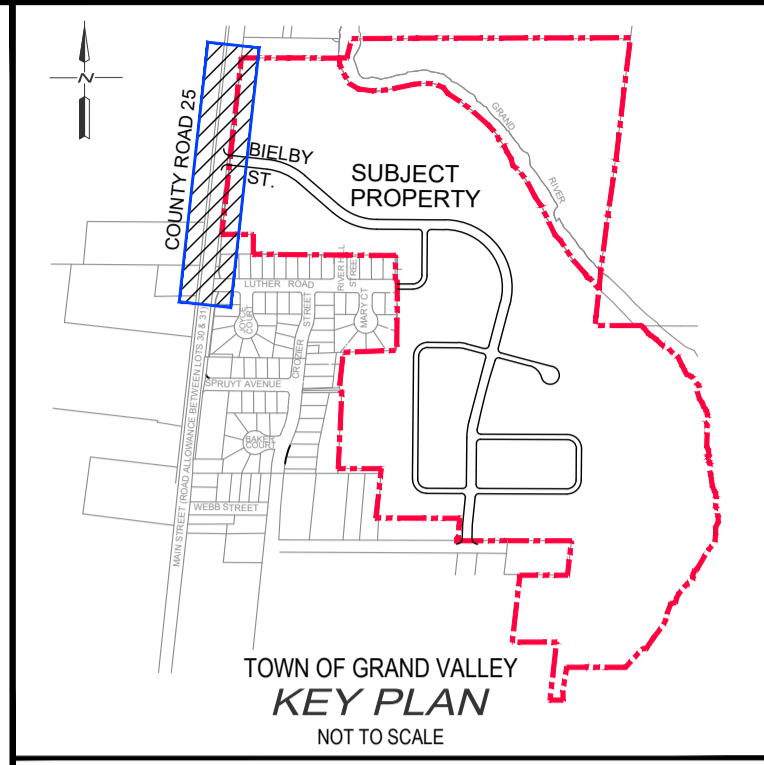 N
COUNTY ROAD 25
BIELBY
ST.
SUBJECT
PROPERTY
GRAND
RIVER
LUTHER ROAD
RIVER HILL
STREET
JOYCE
COURT
CROZIER
STREET
MARY CT
SPRUYT AVENUE
BAKER
COURT
WEBB STREET
MAIN STREET (ROAD ALLOWANCE BETWEEN LOTS 30 & 31)
TOWN OF GRAND VALLEY
KEY PLAN
NOT TO SCALE